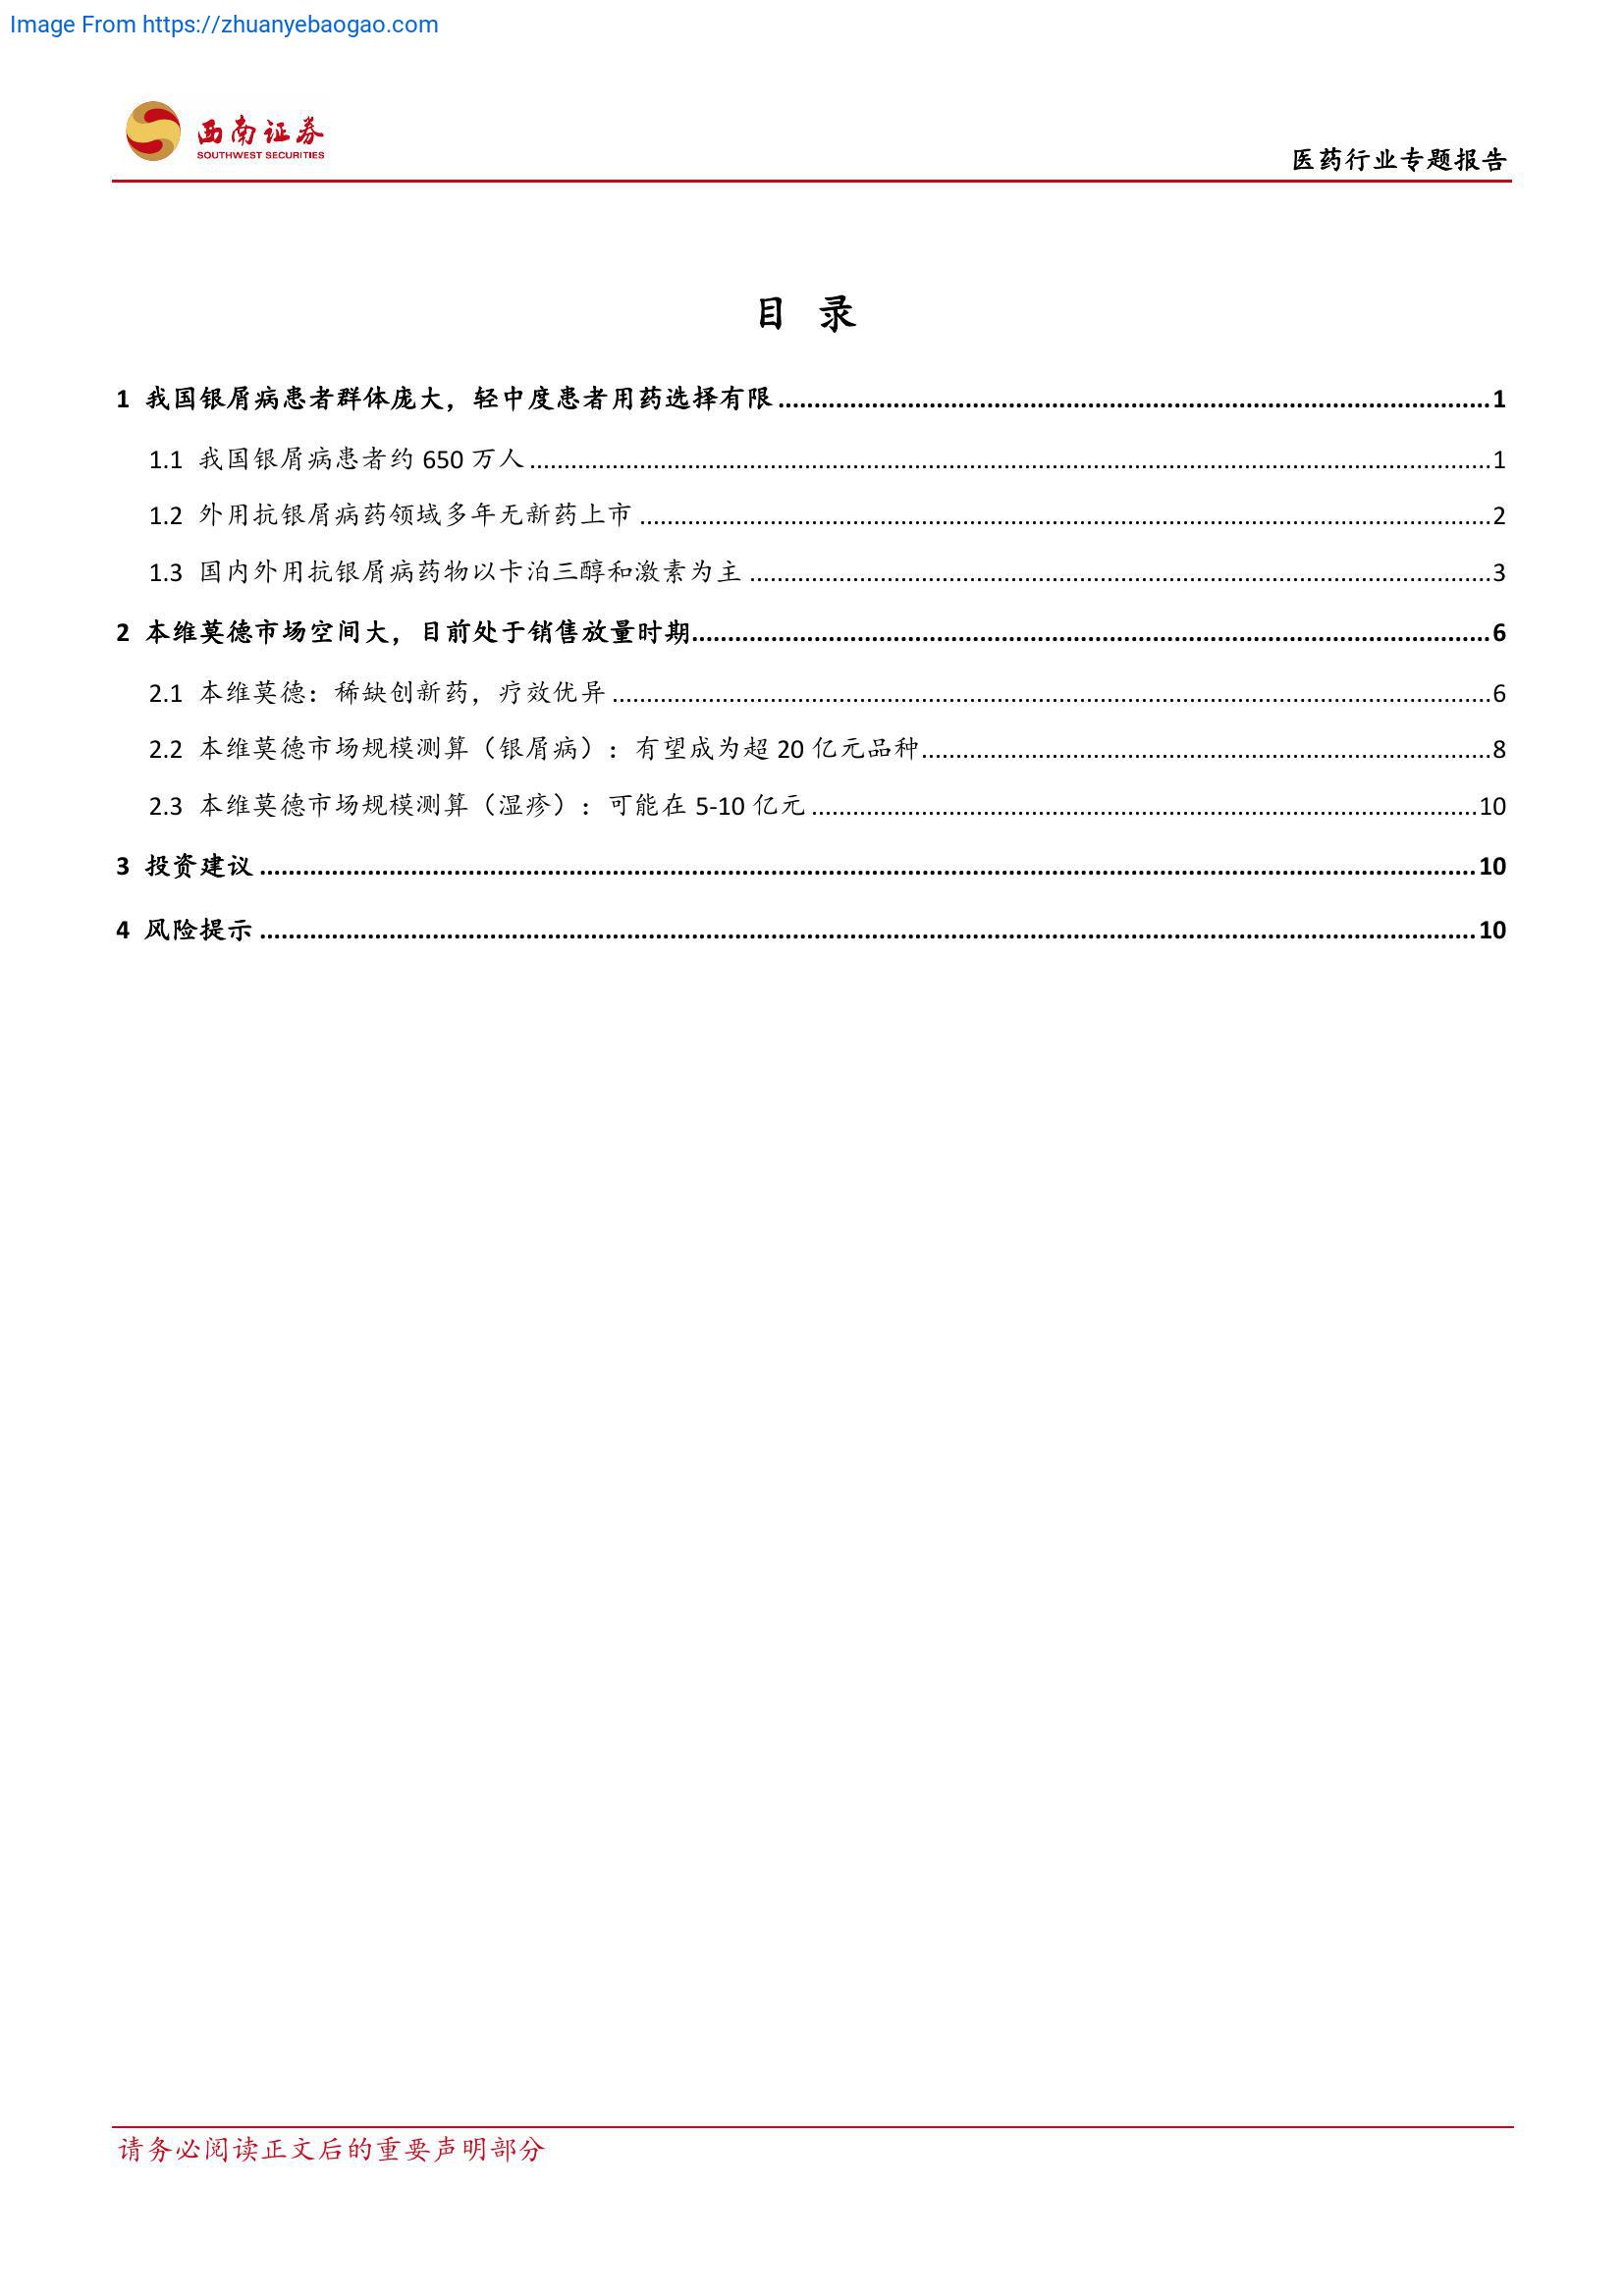 Image From https://zhuanyebaogao.com
西南证券
SOUTHWEST SECURITIES
医药行业专题报告
目 录
1 我国银屑病患者群体庞大，轻中度患者用药选择有限 1
1.1 我国银屑病患者约 650 万人 1
1.2 外用抗银屑病药领域多年无新药上市 2
1.3 国内外用抗银屑病药物以卡泊三醇和激素为主 3
2 本维莫德市场空间大，目前处于销售放量时期 6
2.1 本维莫德：稀缺创新药，疗效优异 6
2.2 本维莫德市场规模测算（银屑病）：有望成为超 20 亿元品种 8
2.3 本维莫德市场规模测算（湿疹）：可能在 5-10 亿元 10
3 投资建议 10
4 风险提示 10
请务必阅读正文后的重要声明部分